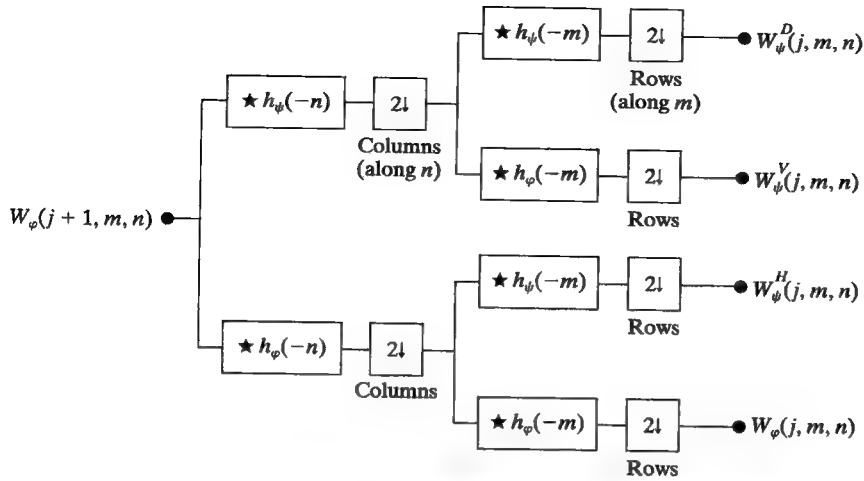 ★ h_ψ(−m)
2↓
W_ψ^D(j, m, n)
Rows
(along m)
★ h_ψ(−n)
2↓
Columns
(along n)
★ h_φ(−m)
2↓
W_ψ^V(j, m, n)
Rows
W_φ(j + 1, m, n)
★ h_ψ(−m)
2↓
W_ψ^H(j, m, n)
Rows
★ h_φ(−n)
2↓
Columns
★ h_φ(−m)
2↓
W_φ(j, m, n)
Rows